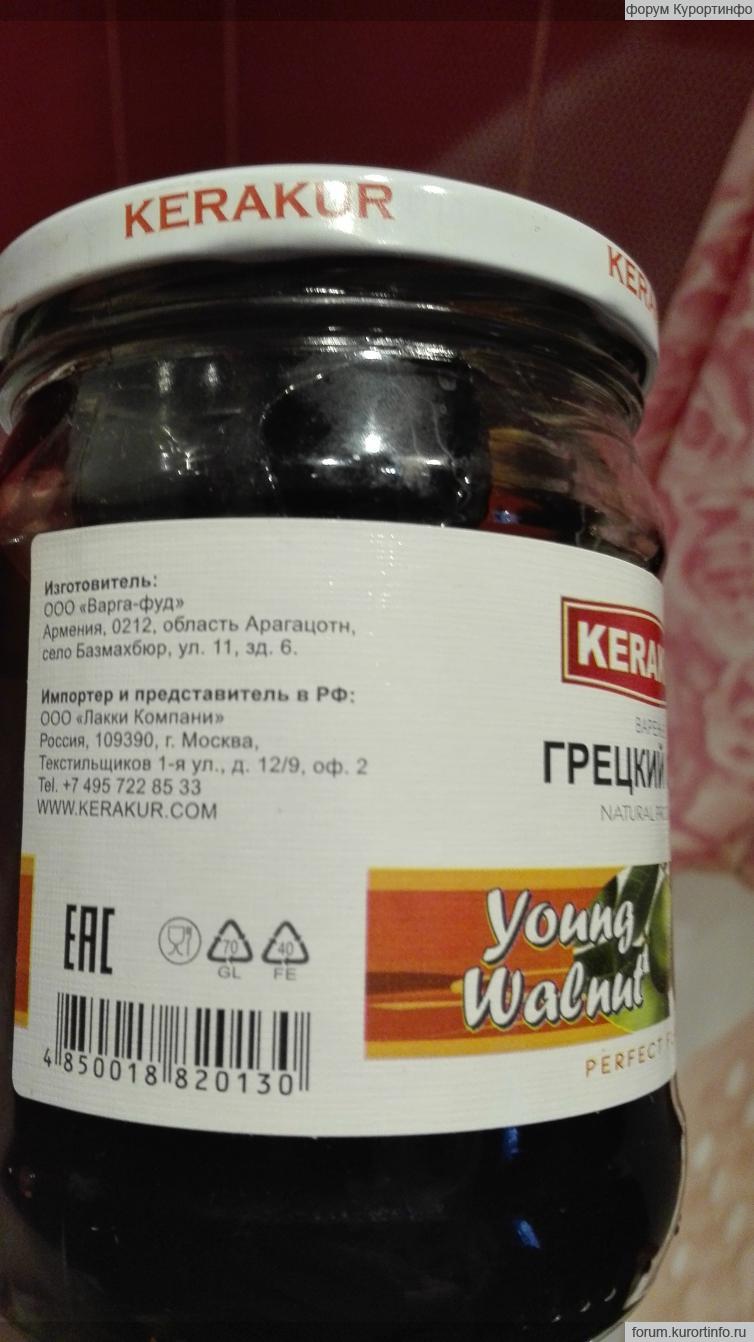 форум Курортинфо
KERAKUR
Изготовитель:
ООО «Варга-фуд»
Армения, 0212, область Арагацотн,
село Базмахбюр, ул. 11, зд. 6.
Импортер и представитель в РФ:
ООО «Лакки Компани»
Россия, 109390, г. Москва,
Текстильщиков 1-я ул., д. 12/9, оф. 2
Tel. +7 495 722 85 33
WWW.KERAKUR.COM
ГРЕЦКИЙ
NATURAL
EAC
70
GL
40
FE
4 850018 820130
Young
Walnut
PERFECT
forum.kurortinfo.ru